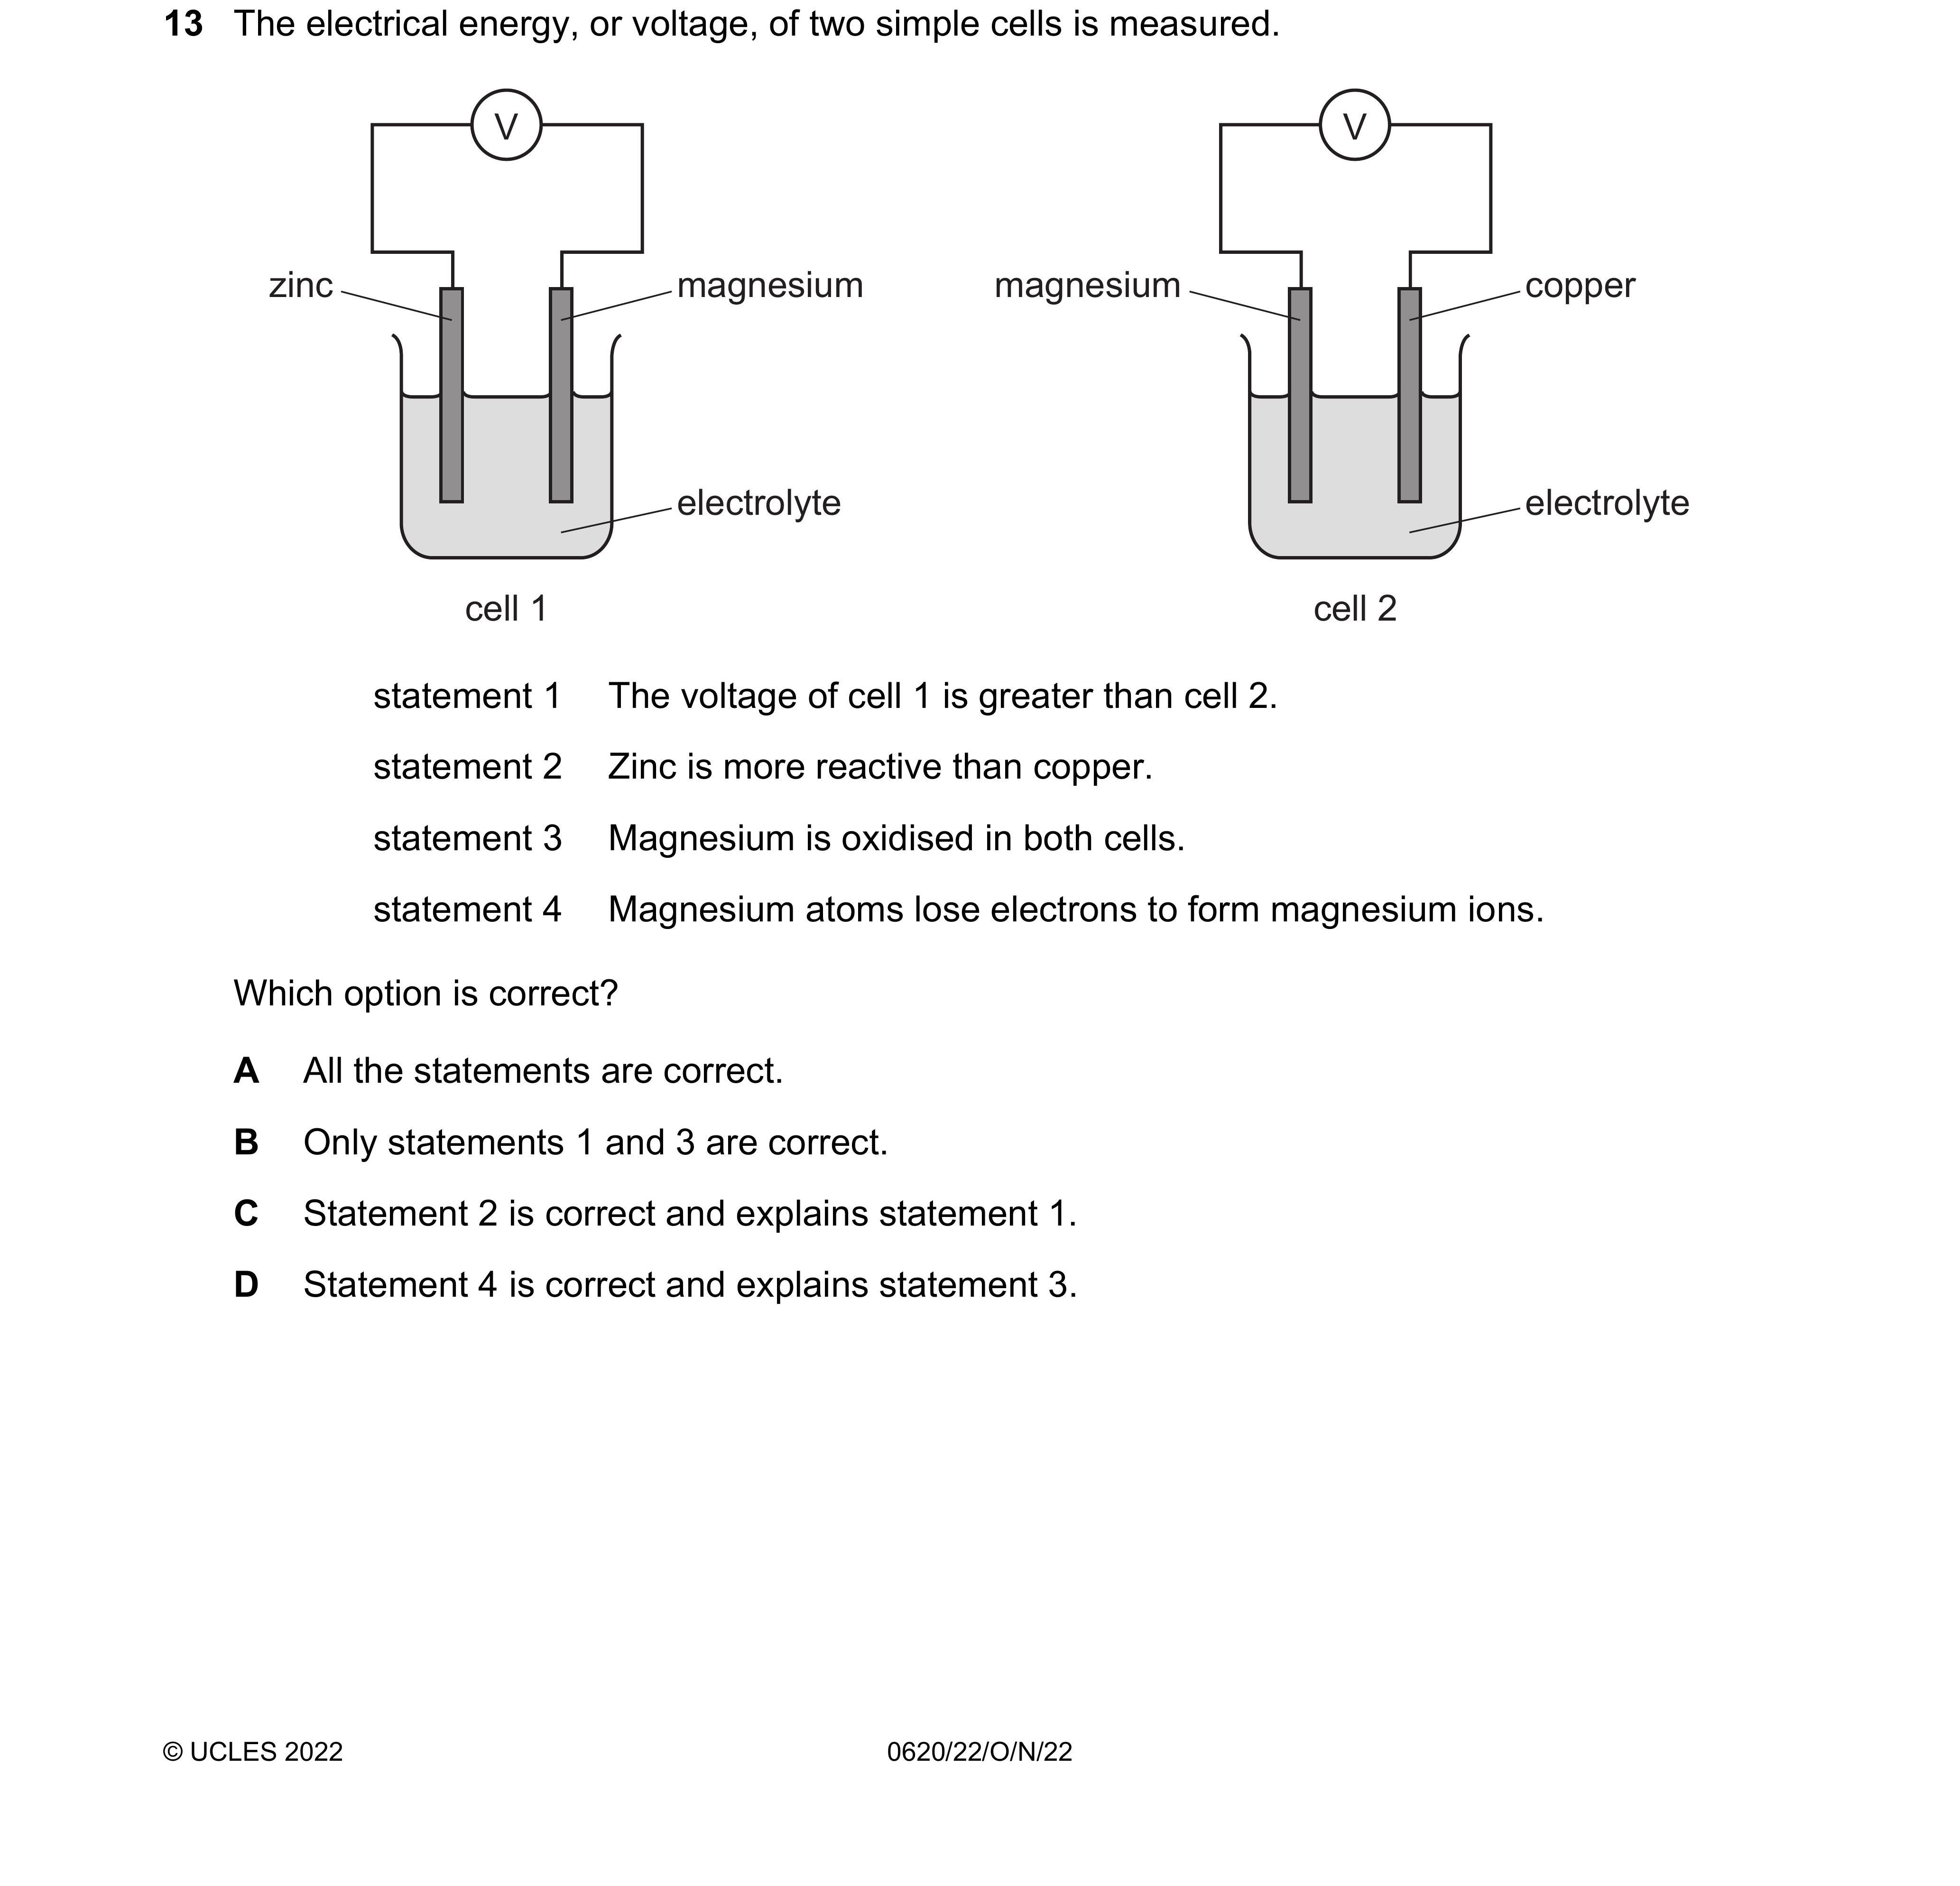 13 The electrical energy, or voltage, of two simple cells is measured.
V
V
zinc
magnesium
magnesium
copper
electrolyte
electrolyte
cell 1
cell 2
statement 1 The voltage of cell 1 is greater than cell 2.
statement 2 Zinc is more reactive than copper.
statement 3 Magnesium is oxidised in both cells.
statement 4 Magnesium atoms lose electrons to form magnesium ions.
Which option is correct?
A All the statements are correct.
B Only statements 1 and 3 are correct.
C Statement 2 is correct and explains statement 1.
D Statement 4 is correct and explains statement 3.
© UCLES 2022
0620/22/O/N/22